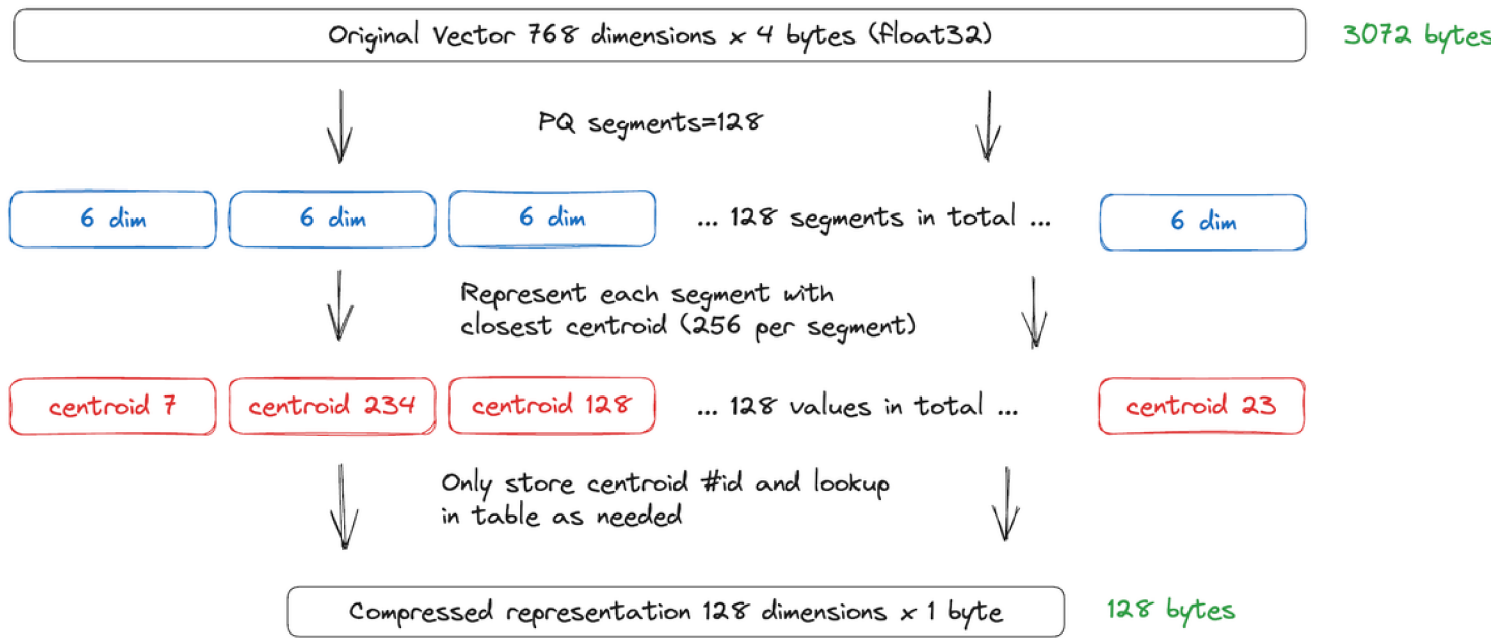 Original Vector 768 dimensions x 4 bytes (float32)
3072 bytes
PQ segments=128
6 dim
6 dim
6 dim
... 128 segments in total ...
6 dim
Represent each segment with
closest centroid (256 per segment)
centroid 7
centroid 234
centroid 128
... 128 values in total ...
centroid 23
Only store centroid #id and lookup
in table as needed
Compressed representation 128 dimensions x 1 byte
128 bytes